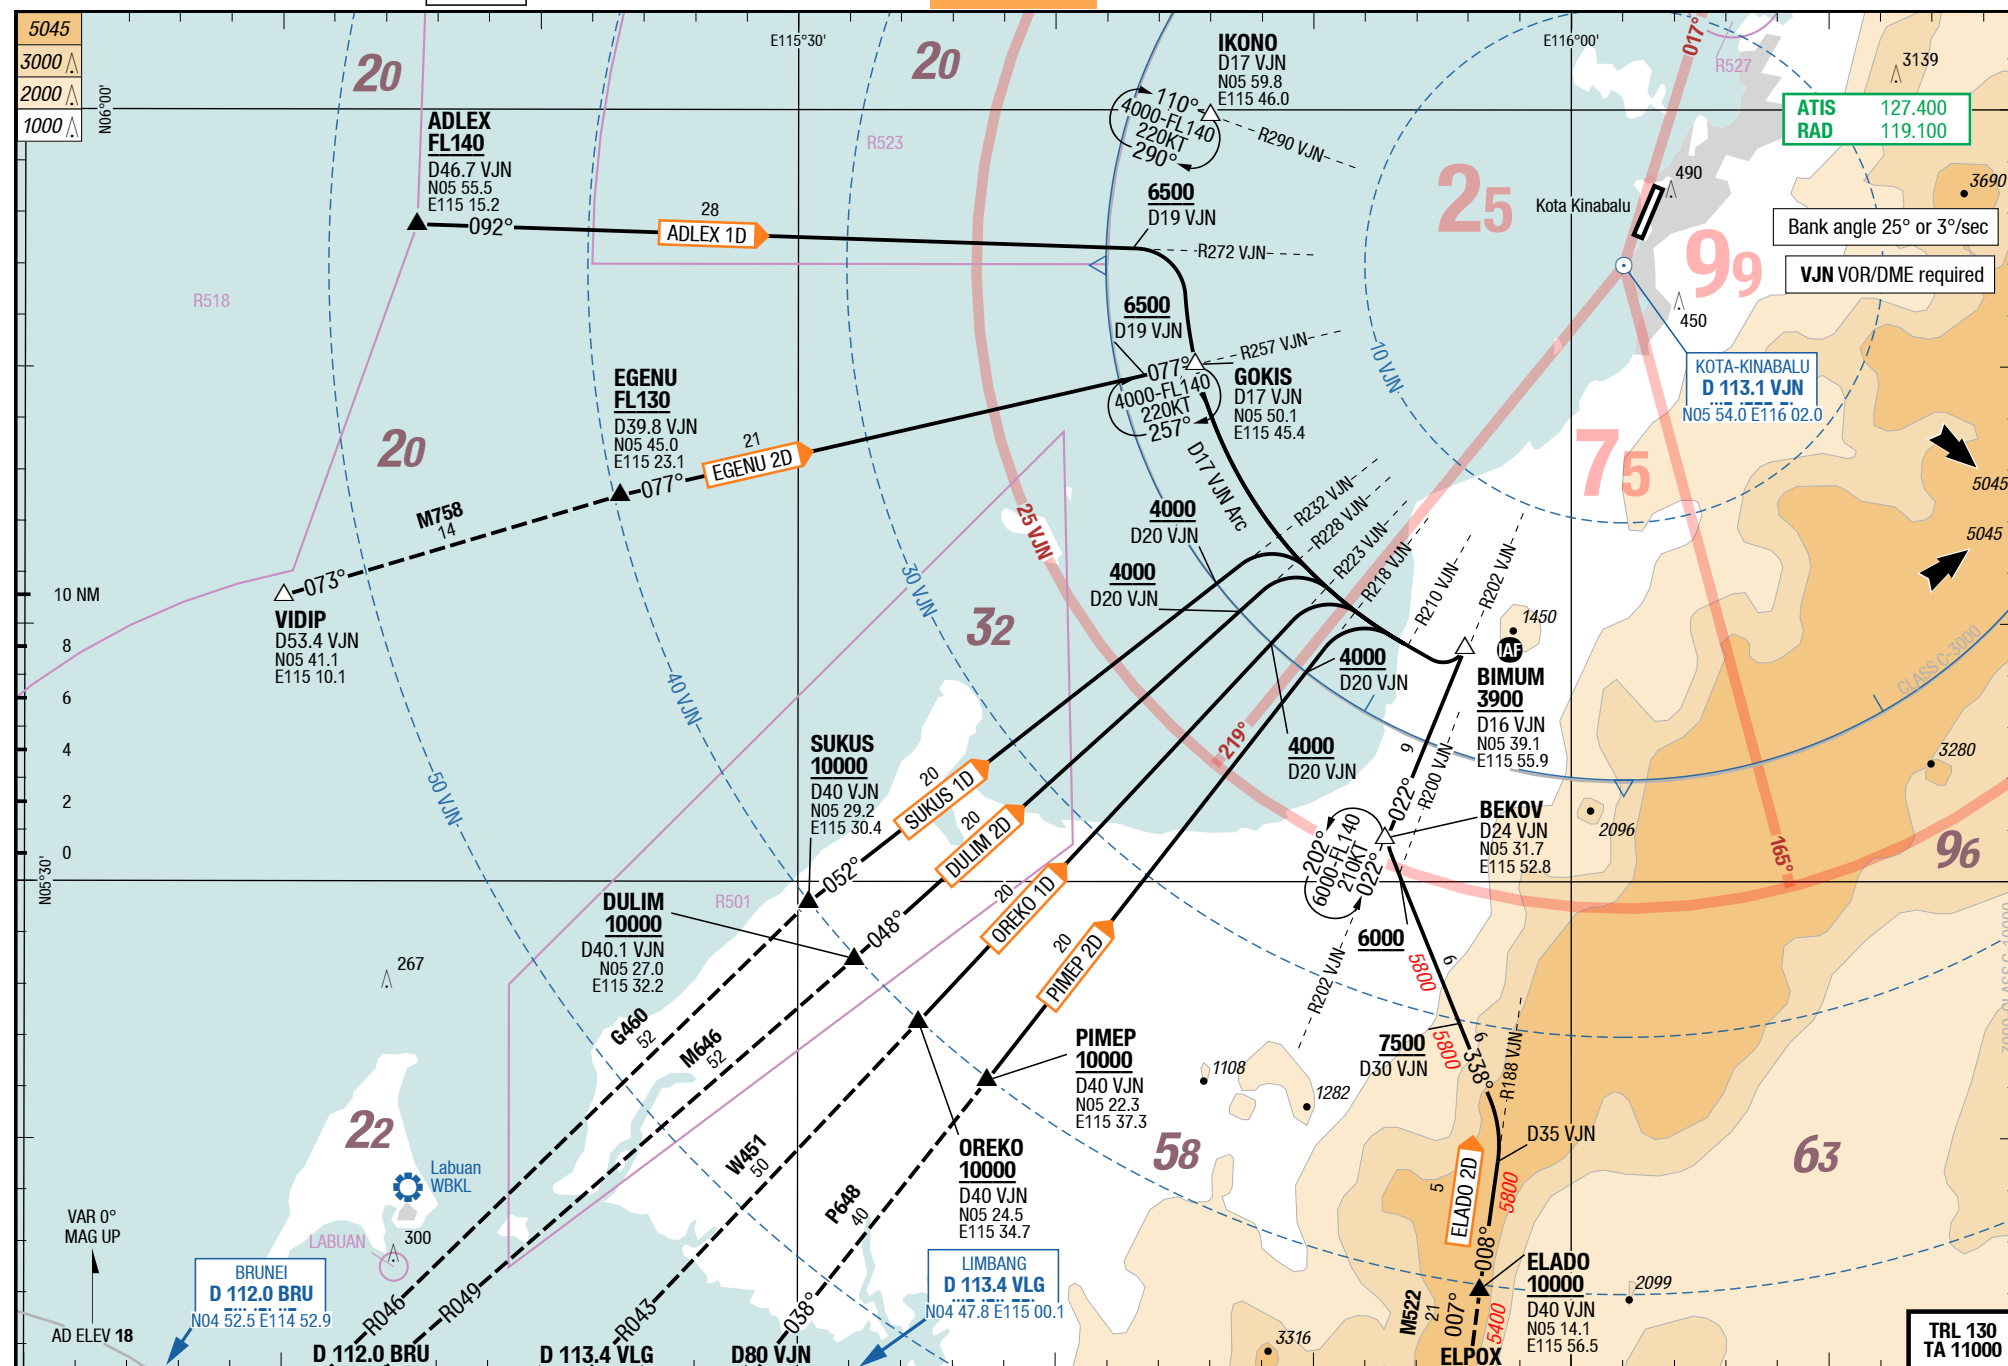 5045
3000
2000
1000
N06°00'
E115°30'
E116°00'
20
20
ADLEX
FL140
D46.7 VJN
N05 55.5
E115 15.2
R523
IKONO
D17 VJN
N05 59.8
E115 46.0
110°
4000-FL140
220KT
290°
R290 VJN
017°
R527
3139
ATIS 127.400
RAD 119.100
25
490
Kota Kinabalu
3690
Bank angle 25° or 3°/sec
99
VJN VOR/DME required
450
092°
28
ADLEX 1D
6500
D19 VJN
R272 VJN
R518
6500
D19 VJN
077°
R257 VJN
4000-FL140
220KT
257°
GOKIS
D17 VJN
N05 50.1
E115 45.4
10 VJN
KOTA-KINABALU
D 113.1 VJN
N05 54.0 E116 02.0
EGENU
FL130
D39.8 VJN
N05 45.0
E115 23.1
20
21
EGENU 2D
077°
D17 VJN Arc
75
5045
5045
M758
14
073°
VIDIP
D53.4 VJN
N05 41.1
E115 10.1
10 NM
8
6
4
2
0
25 VJN
30 VJN
40 VJN
50 VJN
4000
D20 VJN
4000
D20 VJN
R232 VJN
R228 VJN
R223 VJN
R218 VJN
R210 VJN
R202 VJN
32
1450
IAF
BIMUM
3900
D16 VJN
N05 39.1
E115 55.9
4000
D20 VJN
4000
D20 VJN
219°
CLASS C-3000
3280
SUKUS
10000
D40 VJN
N05 29.2
E115 30.4
20
SUKUS 1D
20
DULIM 2D
20
OREKO 1D
20
PIMEP 2D
052°
048°
9
022°
R200 VJN
BEKOV
D24 VJN
N05 31.7
E115 52.8
2096
165°
96
202°
6000-FL140
210KT
022°
N05°30'
R501
DULIM
10000
D40.1 VJN
N05 27.0
E115 32.2
267
6000
5800
6
R202 VJN
7500
D30 VJN
5800
6
338°
R188 VJN
G460
52
M646
52
PIMEP
10000
D40 VJN
N05 22.3
E115 37.3
1108
1282
22
58
63
OREKO
10000
D40 VJN
N05 24.5
E115 34.7
W451
50
P648
40
D35 VJN
5
ELADO 2D
5800
Labuan
WBKL
LABUAN
300
VAR 0°
MAG UP
AD ELEV 18
BRUNEI
D 112.0 BRU
N04 52.5 E114 52.9
LIMBANG
D 113.4 VLG
N04 47.8 E115 00.1
R046
R049
R043
038°
D 112.0 BRU
D 113.4 VLG
D80 VJN
008°
ELADO
10000
D40 VJN
N05 14.1
E115 56.5
M522
21
007°
5400
ELPOX
2099
3316
TRL 130
TA 11000